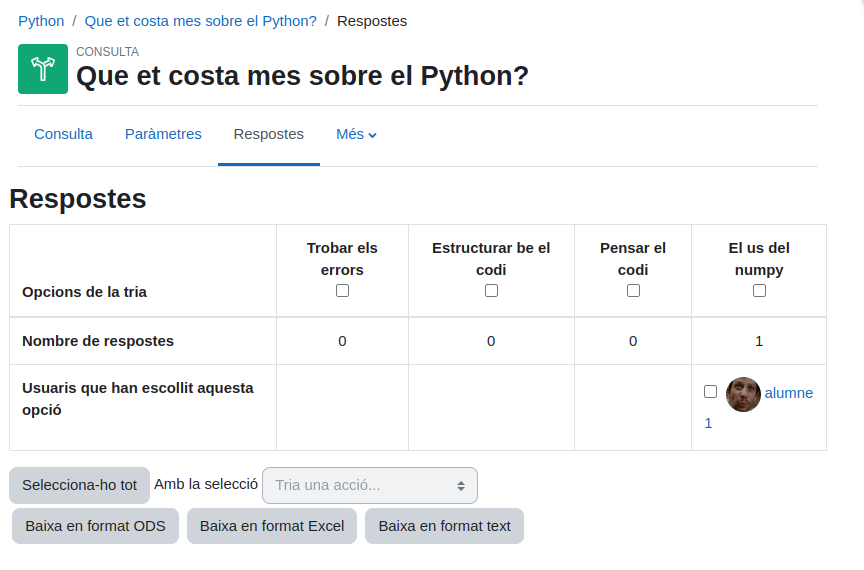 Python / Que et costa mes sobre el Python? / Respostes
CONSULTA
Que et costa mes sobre el Python?
Consulta Paràmetres Respostes Més
Respostes
Opcions de la tria
Trobar els
errors
Estructurar be el
codi
Pensar el
codi
El us del
numpy
Nombre de respostes 0 0 0 1
Usuaris que han escollit aquesta
opció
alumne
1
Selecciona-ho tot Amb la selecció Tria una acció...
Baixa en format ODS Baixa en format Excel Baixa en format text